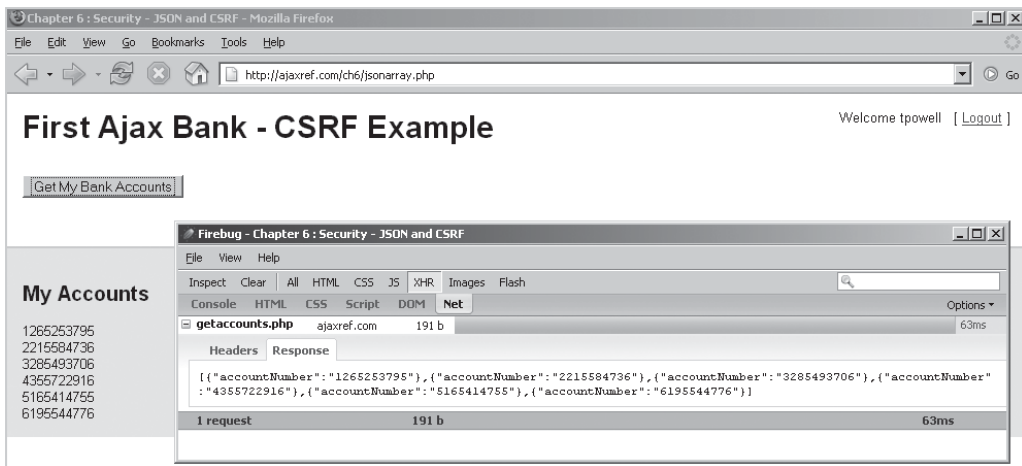 Chapter 6 : Security - JSON and CSRF - Mozilla Firefox
File Edit View Go Bookmarks Tools Help
http://ajaxref.com/ch6/jsonarray.php
Go
First Ajax Bank - CSRF Example
Welcome tpowell [ Logout ]
Get My Bank Accounts
Firebug - Chapter 6 : Security - JSON and CSRF
File View Help
Inspect Clear All HTML CSS JS XHR Images Flash
Console HTML CSS Script DOM Net Options
getaccounts.php ajaxref.com 191 b 63ms
Headers Response
[{"accountNumber":"1265253795"},{"accountNumber":"2215584736"},{"accountNumber":"3285493706"},{"accountNumber"
:"4355722916"},{"accountNumber":"5165414755"},{"accountNumber":"6195544776"}]
1 request 191 b 63ms
My Accounts
1265253795
2215584736
3285493706
4355722916
5165414755
6195544776